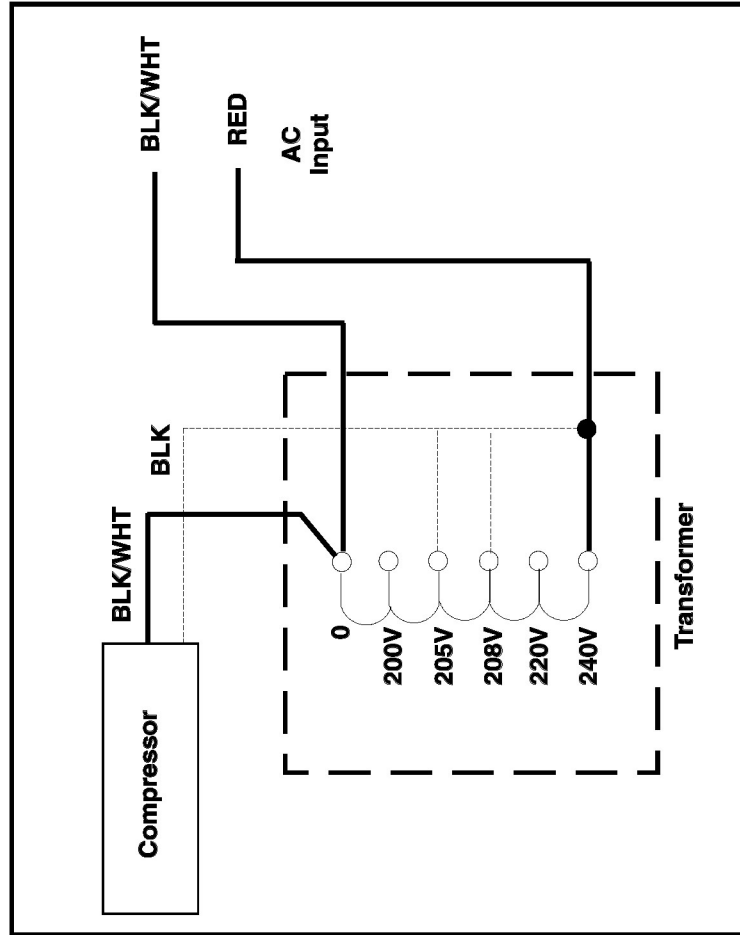 Compressor
BLK/WHT
BLK
BLK/WHT
RED
AC
Input
0
200V
205V
208V
220V
240V
Transformer